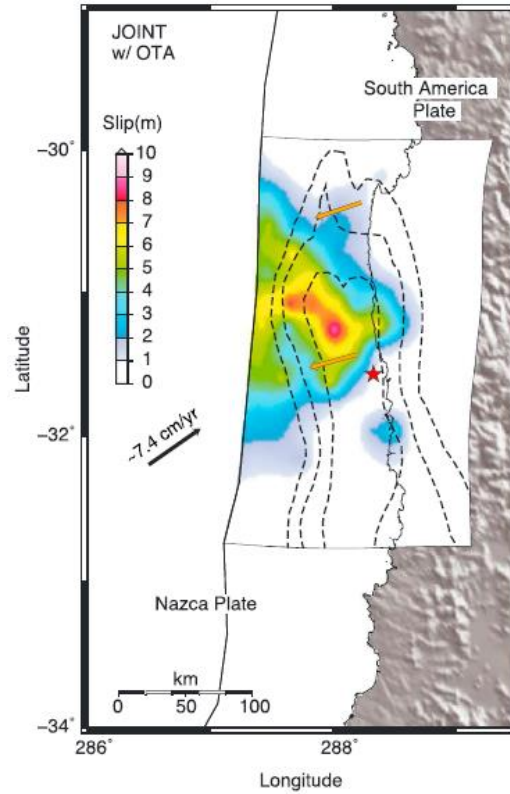 JOINT
w/ OTA
South America
Plate
−30°
Slip(m)
10
9
8
7
6
5
4
3
2
1
0
−31°
Latitude
~7.4 cm/yr
−32°
Nazca Plate
km
0 50 100
−34°
286° 288°
Longitude